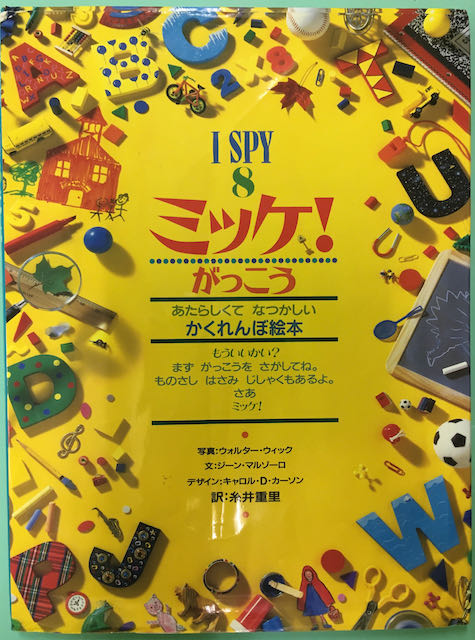 I SPY
8
ミッケ!
がっこう
あたらしくて なつかしい
かくれんぼ絵本
もういいかい?
まず がっこうを さがしてね。
ものさし はさみ じしゃくもあるよ。
さあ
ミッケ!
写真:ウォルター・ウィック
文:ジーン・マルゾーロ
デザイン:キャロル・D・カーソン
訳:糸井重里